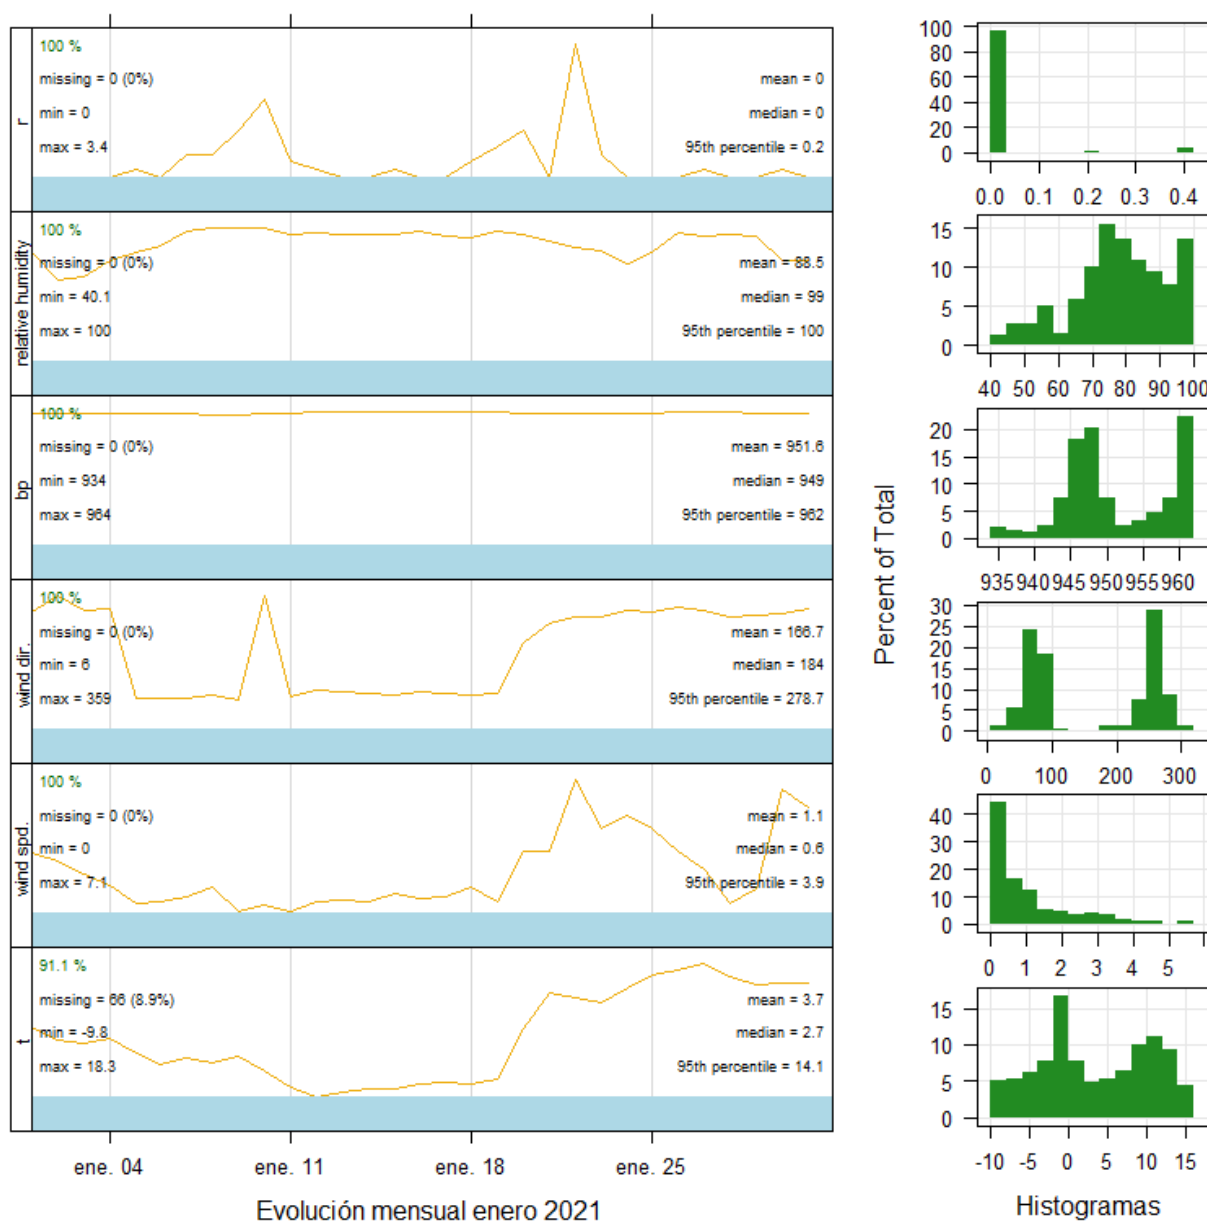 r
100 %
missing = 0 (0%)
min = 0
max = 3.4
mean = 0
median = 0
95th percentile = 0.2
relative humidity
100 %
missing = 0 (0%)
min = 40.1
max = 100
mean = 88.5
median = 99
95th percentile = 100
bp
100 %
missing = 0 (0%)
min = 934
max = 964
mean = 951.6
median = 949
95th percentile = 962
wind dir.
100 %
missing = 0 (0%)
min = 6
max = 359
mean = 166.7
median = 184
95th percentile = 278.7
wind spd.
100 %
missing = 0 (0%)
min = 0
max = 7.1
mean = 1.1
median = 0.6
95th percentile = 3.9
t
91.1 %
missing = 66 (8.9%)
min = -9.8
max = 18.3
mean = 3.7
median = 2.7
95th percentile = 14.1
ene. 04 ene. 11 ene. 18 ene. 25
Evolución mensual enero 2021
Percent of Total
100
80
60
40
20
0
0.0 0.1 0.2 0.3 0.4
15
10
5
0
40 50 60 70 80 90 100
20
15
10
5
0
935 940 945 950 955 960
30
25
20
15
10
5
0
0 100 200 300
40
30
20
10
0
0 1 2 3 4 5
15
10
5
0
-10 -5 0 5 10 15
Histogramas